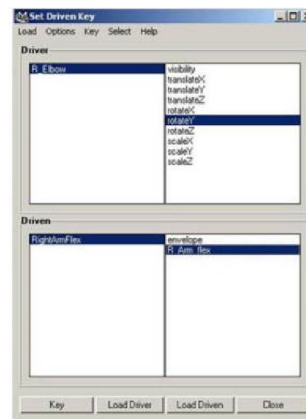 Set Driven Key
Load Options Key Select Help
Driver
R_Elbow
visibility
translateX
translateY
translateZ
rotateX
rotateY
rotateZ
scaleX
scaleY
scaleZ
Driven
RightArmFlex
envelope
R_Arm_flex
Key Load Driver Load Driven Close